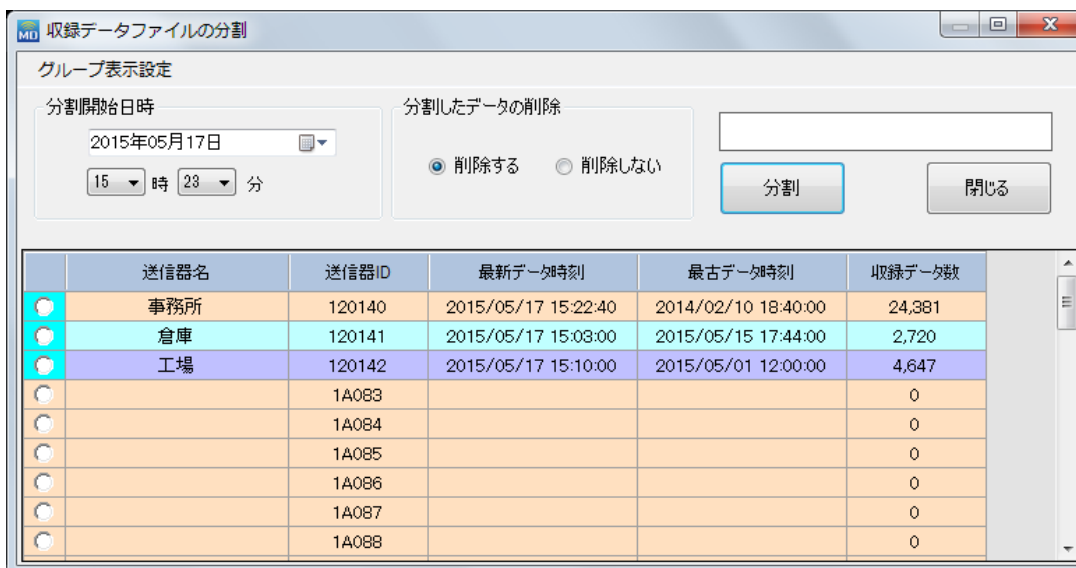 MD 収録データファイルの分割
グループ表示設定
分割開始日時
2015年05月17日
15 時 23 分
分割したデータの削除
削除する 削除しない
分割 閉じる
送信器名 送信器ID 最新データ時刻 最古データ時刻 収録データ数
事務所 120140 2015/05/17 15:22:40 2014/02/10 18:40:00 24,381
倉庫 120141 2015/05/17 15:03:00 2015/05/15 17:44:00 2,720
工場 120142 2015/05/17 15:10:00 2015/05/01 12:00:00 4,647
1A083 0
1A084 0
1A085 0
1A086 0
1A087 0
1A088 0